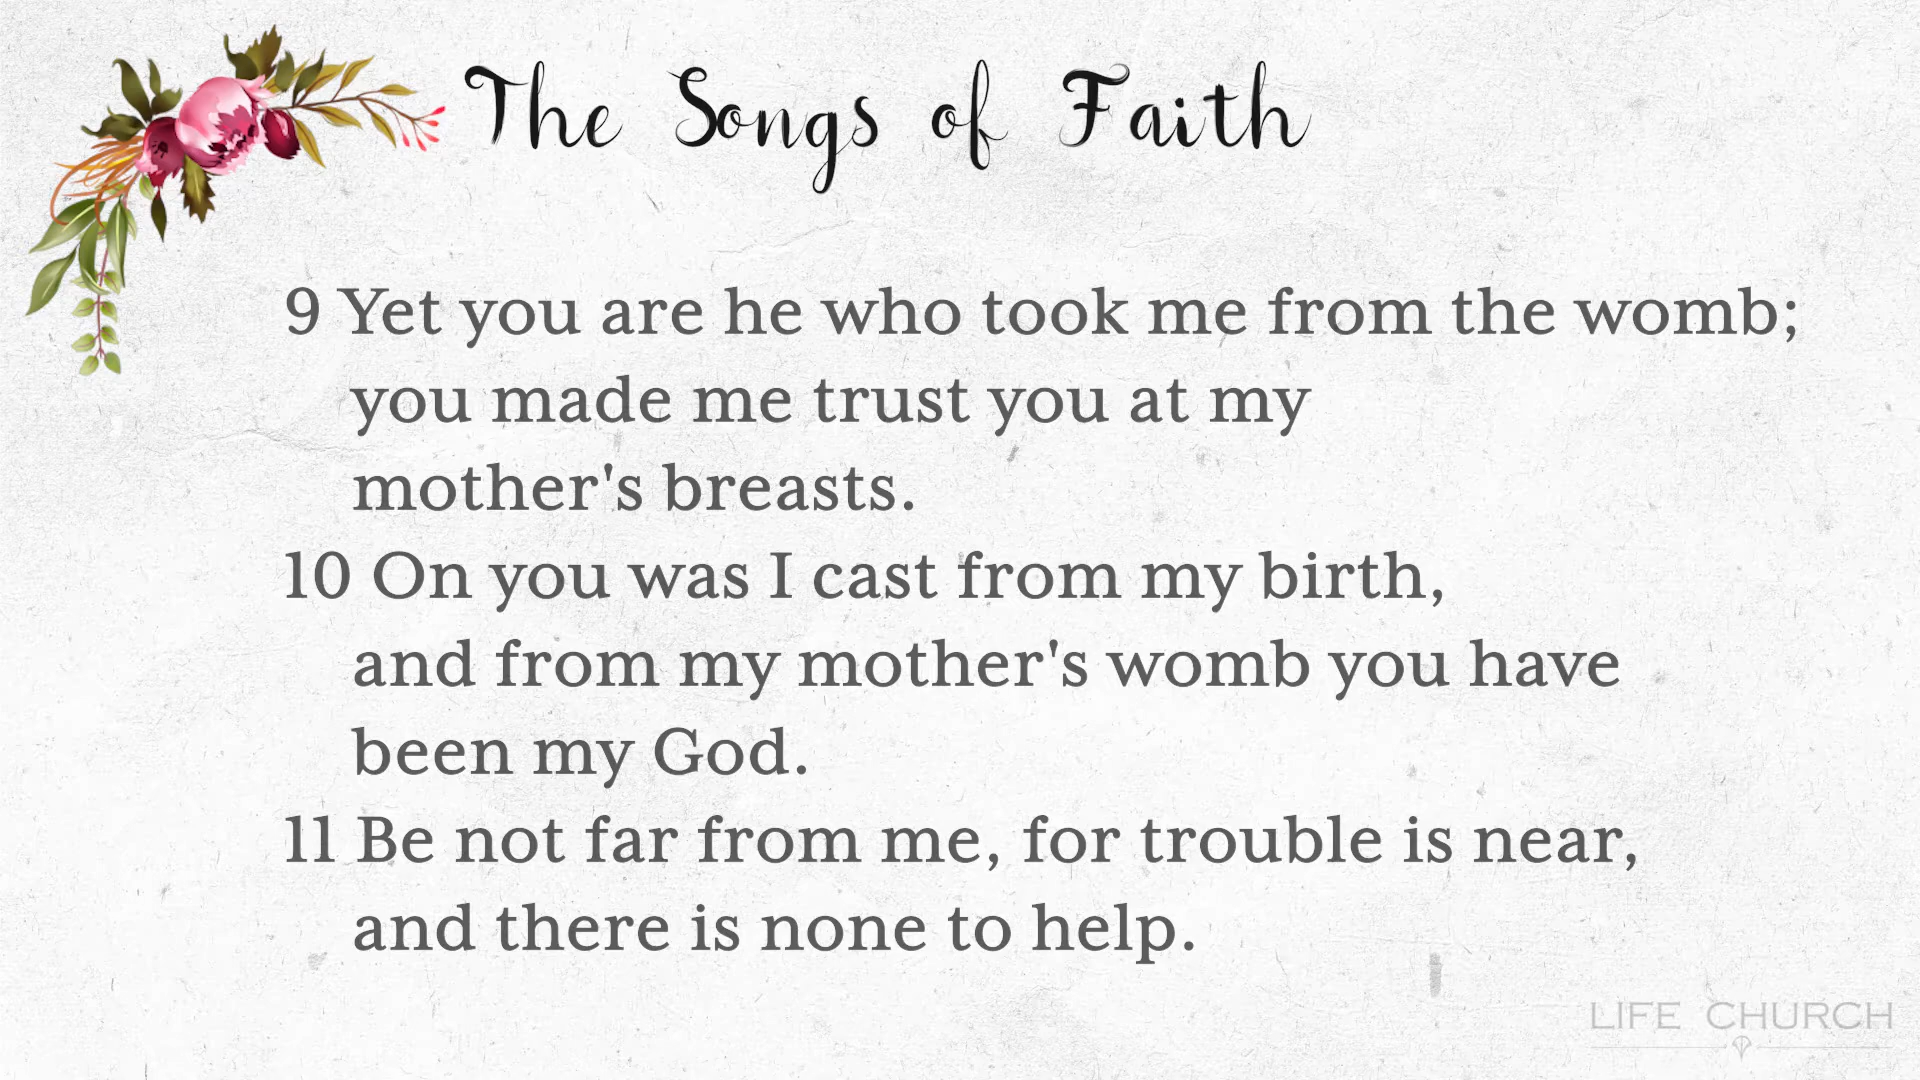 The Songs of Faith
9 Yet you are he who took me from the womb;
you made me trust you at my
mother's breasts.
10 On you was I cast from my birth,
and from my mother's womb you have
been my God.
11 Be not far from me, for trouble is near,
and there is none to help.
LIFE CHURCH